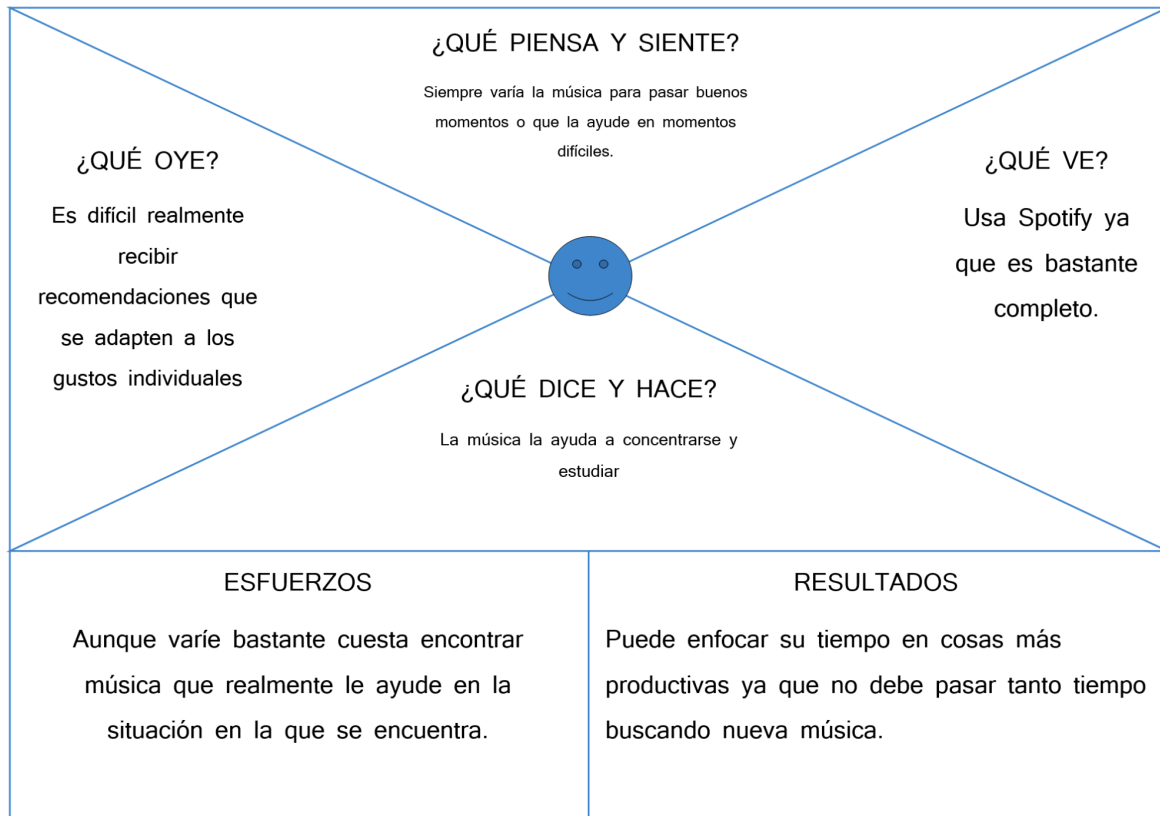 ¿QUÉ PIENSA Y SIENTE?
Siempre varía la música para pasar buenos
momentos o que la ayude en momentos
difíciles.
¿QUÉ OYE?
Es difícil realmente
recibir
recomendaciones que
se adapten a los
gustos individuales
¿QUÉ VE?
Usa Spotify ya
que es bastante
completo.
¿QUÉ DICE Y HACE?
La música la ayuda a concentrarse y
estudiar
ESFUERZOS
Aunque varíe bastante cuesta encontrar
música que realmente le ayude en la
situación en la que se encuentra.
RESULTADOS
Puede enfocar su tiempo en cosas más
productivas ya que no debe pasar tanto tiempo
buscando nueva música.